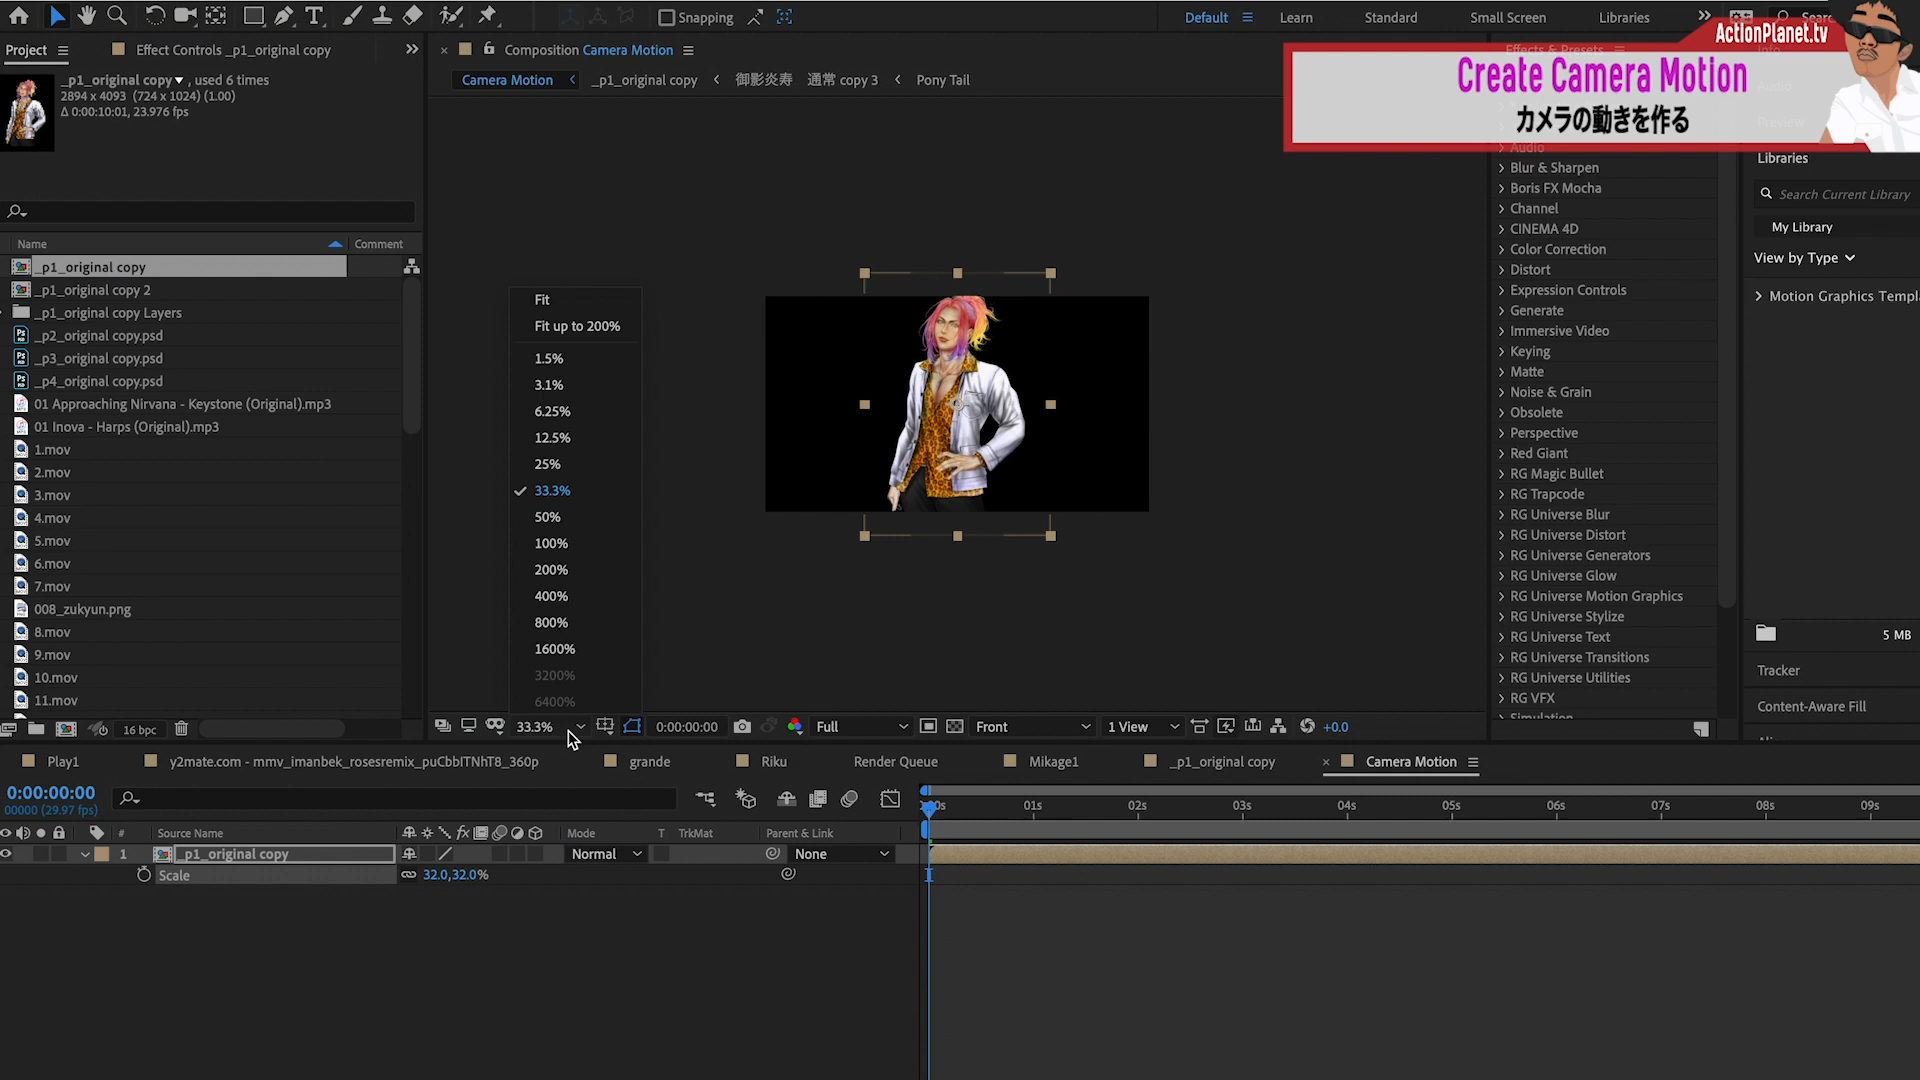 Snapping
Default
Learn
Standard
Small Screen
Libraries
ActionPlanet.tv
Create Camera Motion
カメラの動きを作る
Project
Effect Controls _p1_original copy
Composition Camera Motion
Effects & Presets
_p1_original copy , used 6 times
2894 x 4093 (724 x 1024) (1.00)
Δ 0:00:10:01, 23.976 fps
Camera Motion
_p1_original copy
御影炎寿 通常 copy 3
Pony Tail
Name
Comment
_p1_original copy
_p1_original copy 2
_p1_original copy Layers
_p2_original copy.psd
_p3_original copy.psd
_p4_original copy.psd
01 Approaching Nirvana - Keystone (Original).mp3
01 Inova - Harps (Original).mp3
1.mov
2.mov
3.mov
4.mov
5.mov
6.mov
7.mov
008_zukyun.png
8.mov
9.mov
10.mov
11.mov
16 bpc
Fit
Fit up to 200%
1.5%
3.1%
6.25%
12.5%
25%
33.3%
50%
100%
200%
400%
800%
1600%
3200%
6400%
33.3%
0:00:00:00
Full
Front
1 View
+0.0
Audio
Blur & Sharpen
Boris FX Mocha
Channel
CINEMA 4D
Color Correction
Distort
Expression Controls
Generate
Immersive Video
Keying
Matte
Noise & Grain
Obsolete
Perspective
Red Giant
RG Magic Bullet
RG Trapcode
RG Universe Blur
RG Universe Distort
RG Universe Generators
RG Universe Glow
RG Universe Motion Graphics
RG Universe Stylize
RG Universe Text
RG Universe Transitions
RG Universe Utilities
RG VFX
Simulation
Preview
Libraries
Search Current Library
My Library
View by Type
Motion Graphics Templ
5 MB
Tracker
Content-Aware Fill
Play1
y2mate.com - mmv_imanbek_rosesremix_puCbbITNhT8_360p
grande
Riku
Render Queue
Mikage1
_p1_original copy
Camera Motion
0:00:00:00
00000 (29.97 fps)
# Source Name
Mode
T TrkMat
Parent & Link
01s
02s
03s
04s
05s
06s
07s
08s
09s
1 _p1_original copy
Normal
None
Scale
32.0,32.0%